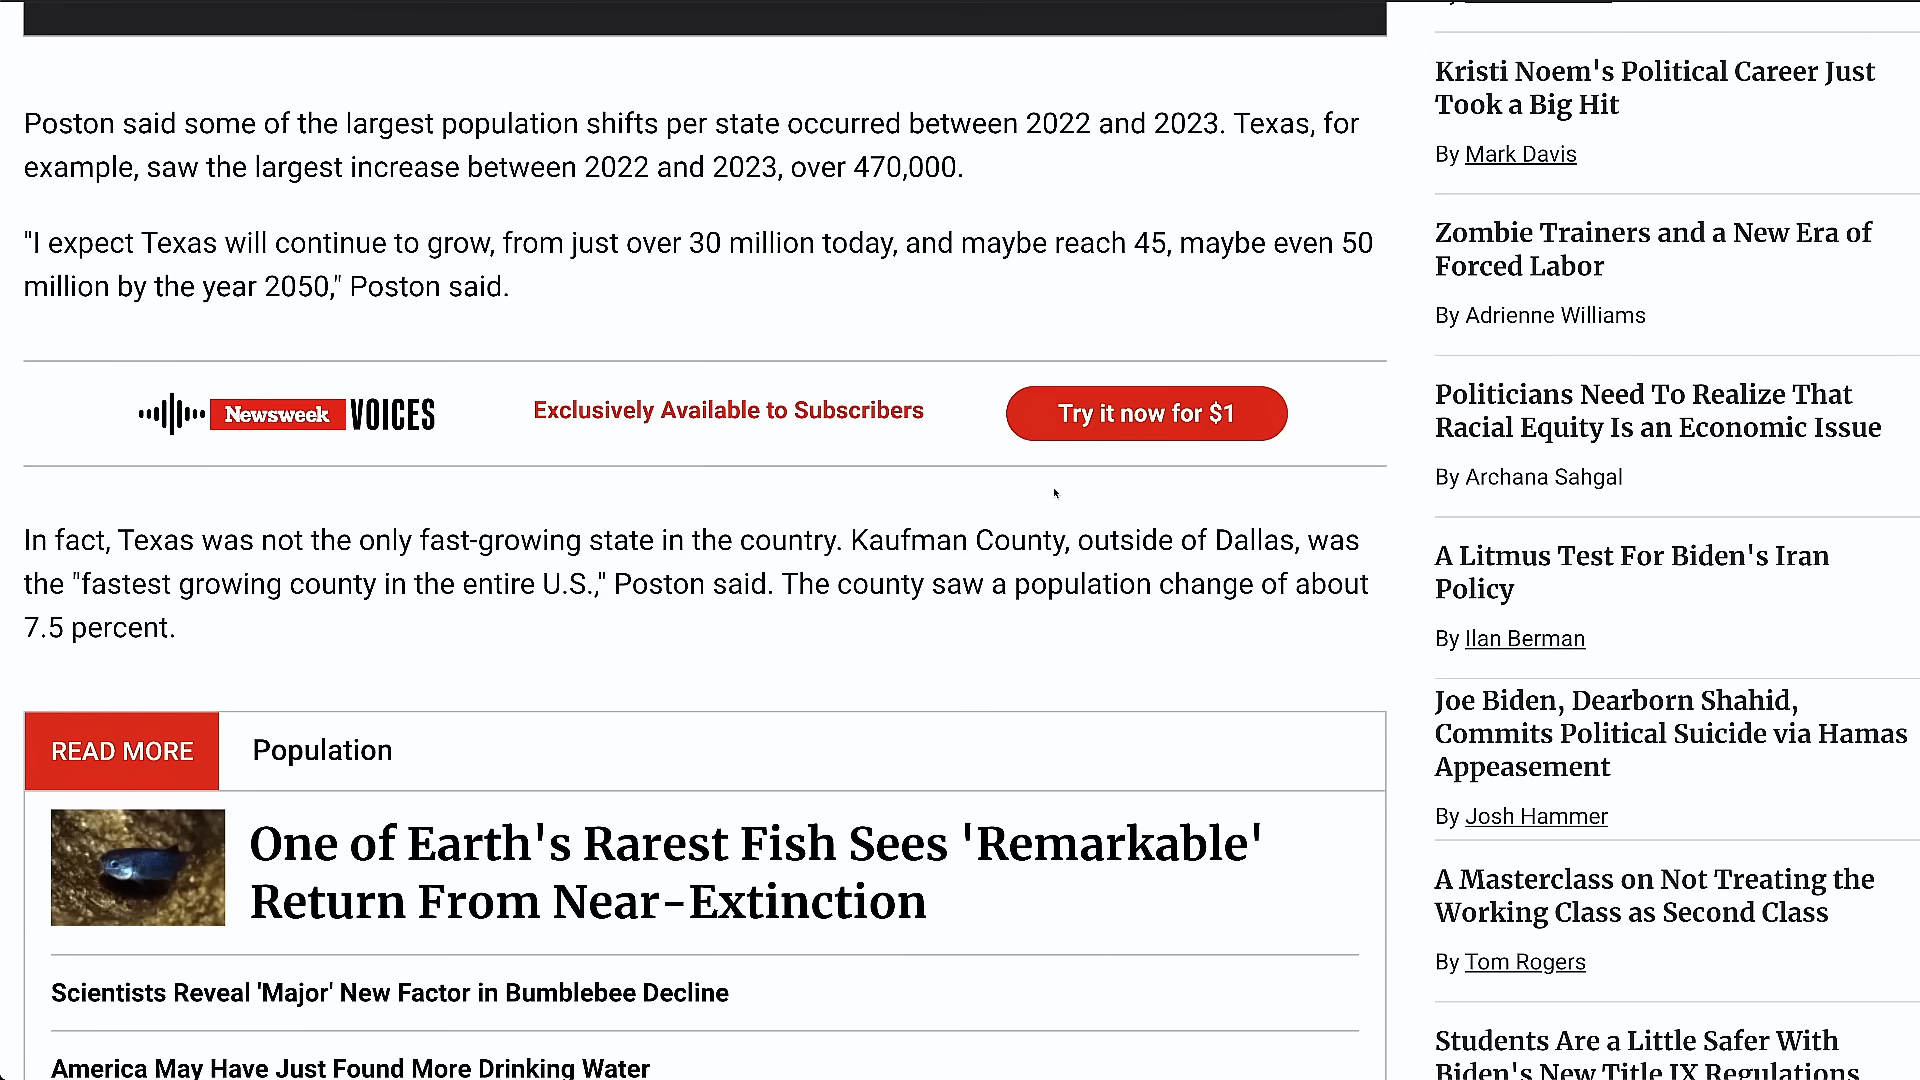 Poston said some of the largest population shifts per state occurred between 2022 and 2023. Texas, for
example, saw the largest increase between 2022 and 2023, over 470,000.
"I expect Texas will continue to grow, from just over 30 million today, and maybe reach 45, maybe even 50
million by the year 2050," Poston said.
Newsweek VOICES
Exclusively Available to Subscribers
Try it now for $1
In fact, Texas was not the only fast-growing state in the country. Kaufman County, outside of Dallas, was
the "fastest growing county in the entire U.S.," Poston said. The county saw a population change of about
7.5 percent.
READ MORE
Population
One of Earth's Rarest Fish Sees 'Remarkable'
Return From Near-Extinction
Scientists Reveal 'Major' New Factor in Bumblebee Decline
America May Have Just Found More Drinking Water
Kristi Noem's Political Career Just
Took a Big Hit
By Mark Davis
Zombie Trainers and a New Era of
Forced Labor
By Adrienne Williams
Politicians Need To Realize That
Racial Equity Is an Economic Issue
By Archana Sahgal
A Litmus Test For Biden's Iran
Policy
By Ilan Berman
Joe Biden, Dearborn Shahid,
Commits Political Suicide via Hamas
Appeasement
By Josh Hammer
A Masterclass on Not Treating the
Working Class as Second Class
By Tom Rogers
Students Are a Little Safer With
Biden's New Title IX Regulations